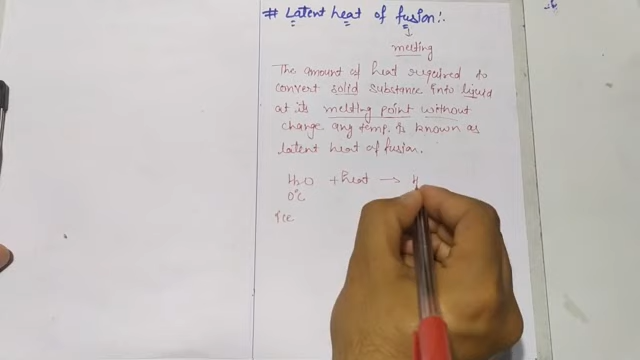 # Latent heat of fusion:.
melting
The amount of heat required to
convert solid substance into liquid
at its melting point without
change any temp. is known as
latent heat of fusion.
H₂O + heat → H
0°C
Ice